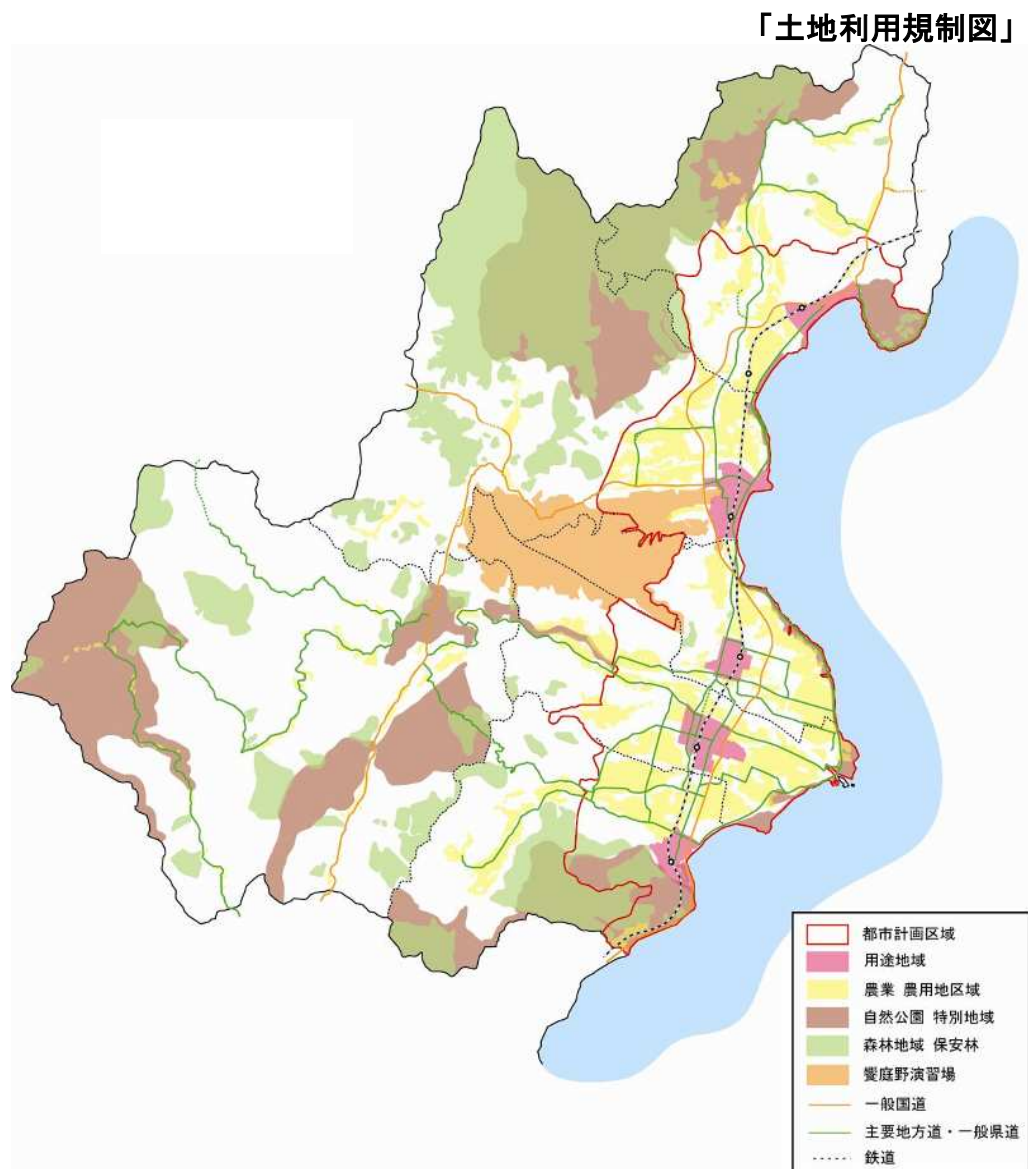 「土地利用規制図」
都市計画区域
用途地域
農業 農用地区域
自然公園 特別地域
森林地域 保安林
饗庭野演習場
一般国道
主要地方道・一般県道
鉄道